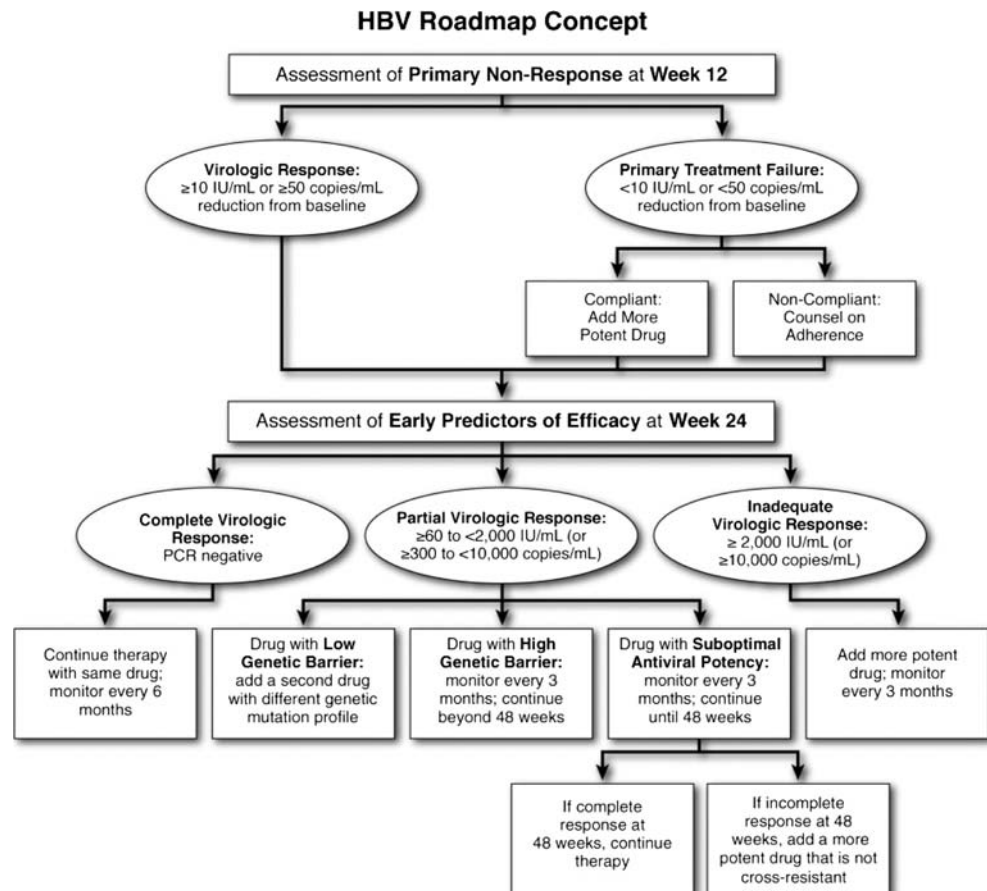 HBV Roadmap Concept
Assessment of Primary Non-Response at Week 12
Virologic Response:
≥10 IU/mL or ≥50 copies/mL
reduction from baseline
Primary Treatment Failure:
<10 IU/mL or <50 copies/mL
reduction from baseline
Compliant:
Add More
Potent Drug
Non-Compliant:
Counsel on
Adherence
Assessment of Early Predictors of Efficacy at Week 24
Complete Virologic
Response:
PCR negative
Partial Virologic Response:
≥60 to <2,000 IU/mL (or
≥300 to <10,000 copies/mL)
Inadequate
Virologic Response:
≥ 2,000 IU/mL (or
≥10,000 copies/mL)
Continue therapy
with same drug;
monitor every 6
months
Drug with Low
Genetic Barrier:
add a second drug
with different genetic
mutation profile
Drug with High
Genetic Barrier:
monitor every 3
months; continue
beyond 48 weeks
Drug with Suboptimal
Antiviral Potency:
monitor every 3
months; continue
until 48 weeks
Add more potent
drug; monitor
every 3 months
If complete
response at
48 weeks, continue
therapy
If incomplete
response at 48
weeks, add a more
potent drug that is not
cross-resistant